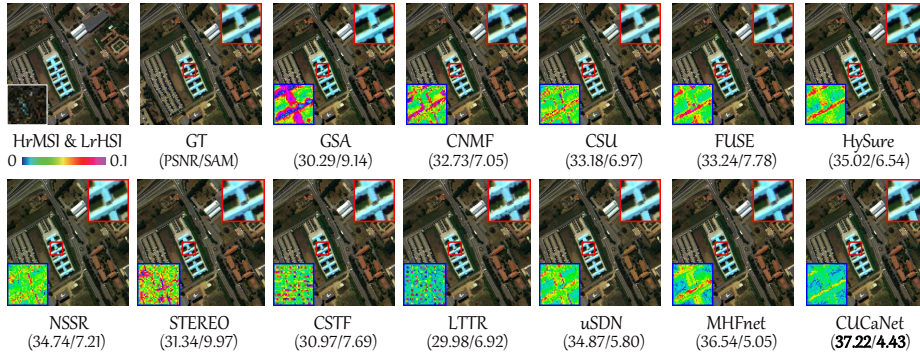 HrMSI & LrHSI GT GSA CNMF CSU FUSE HySure
0 0.1 (PSNR/SAM) (30.29/9.14) (32.73/7.05) (33.18/6.97) (33.24/7.78) (35.02/6.54)
NSSR STEREO CSTF LTTR uSDN MHFnet CUCaNet
(34.74/7.21) (31.34/9.97) (30.97/7.69) (29.98/6.92) (34.87/5.80) (36.54/5.05) (37.22/4.43)